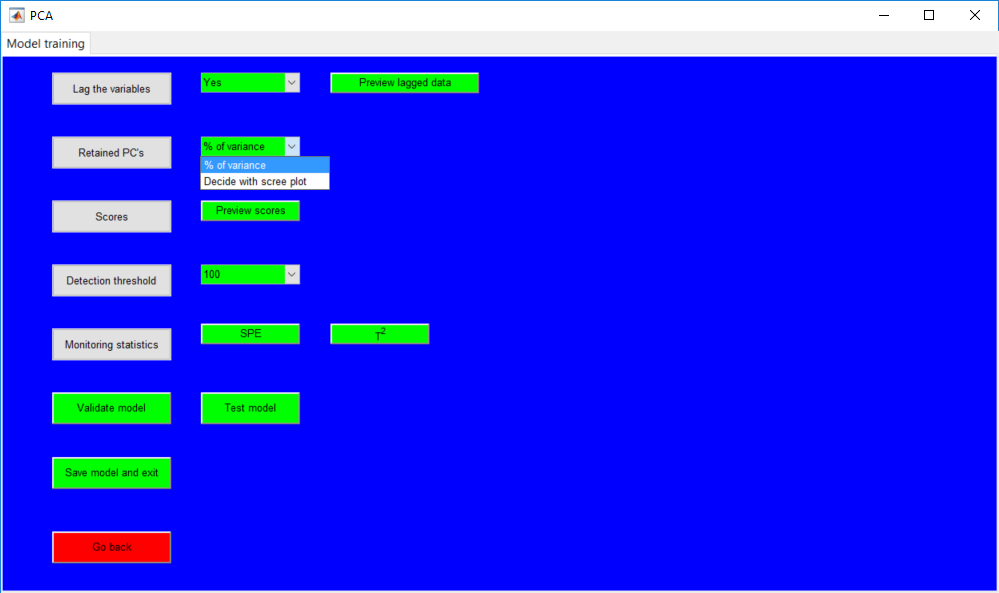 PCA
Model training
Lag the variables
Yes
Preview lagged data
Retained PC's
% of variance
% of variance
Decide with scree plot
Scores
Preview scores
Detection threshold
100
Monitoring statistics
SPE
T²
Validate model
Test model
Save model and exit
Go back